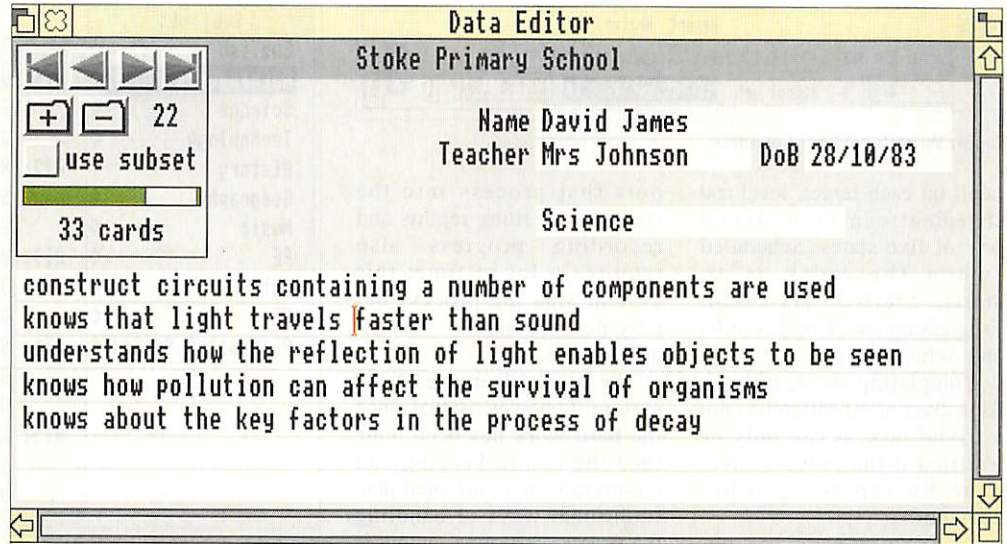 Data Editor
Stoke Primary School
22
Name David James
use subset
Teacher Mrs Johnson DoB 28/10/83
33 cards
Science
construct circuits containing a number of components are used
knows that light travels faster than sound
understands how the reflection of light enables objects to be seen
knows how pollution can affect the survival of organisms
knows about the key factors in the process of decay